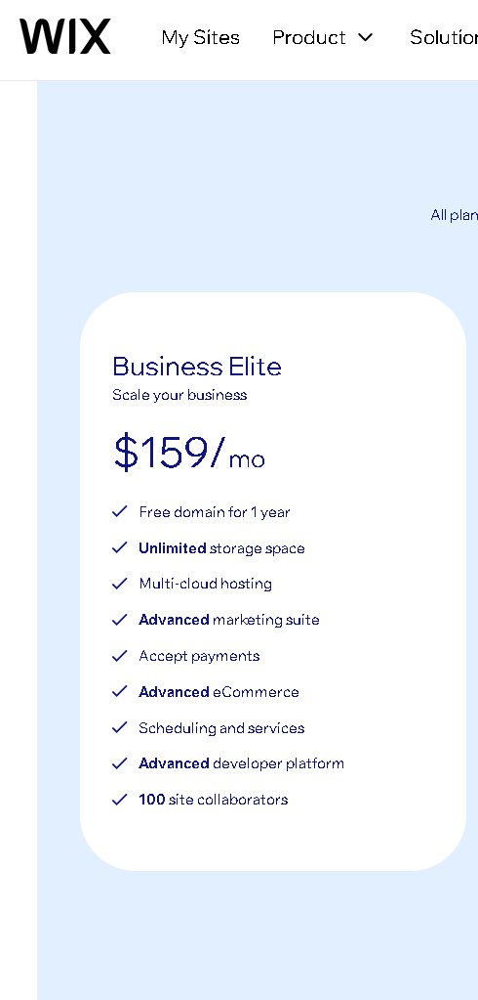 WIX My Sites Product Solution
All plan
Business Elite
Scale your business
$159/mo
Free domain for 1 year
Unlimited storage space
Multi-cloud hosting
Advanced marketing suite
Accept payments
Advanced eCommerce
Scheduling and services
Advanced developer platform
100 site collaborators